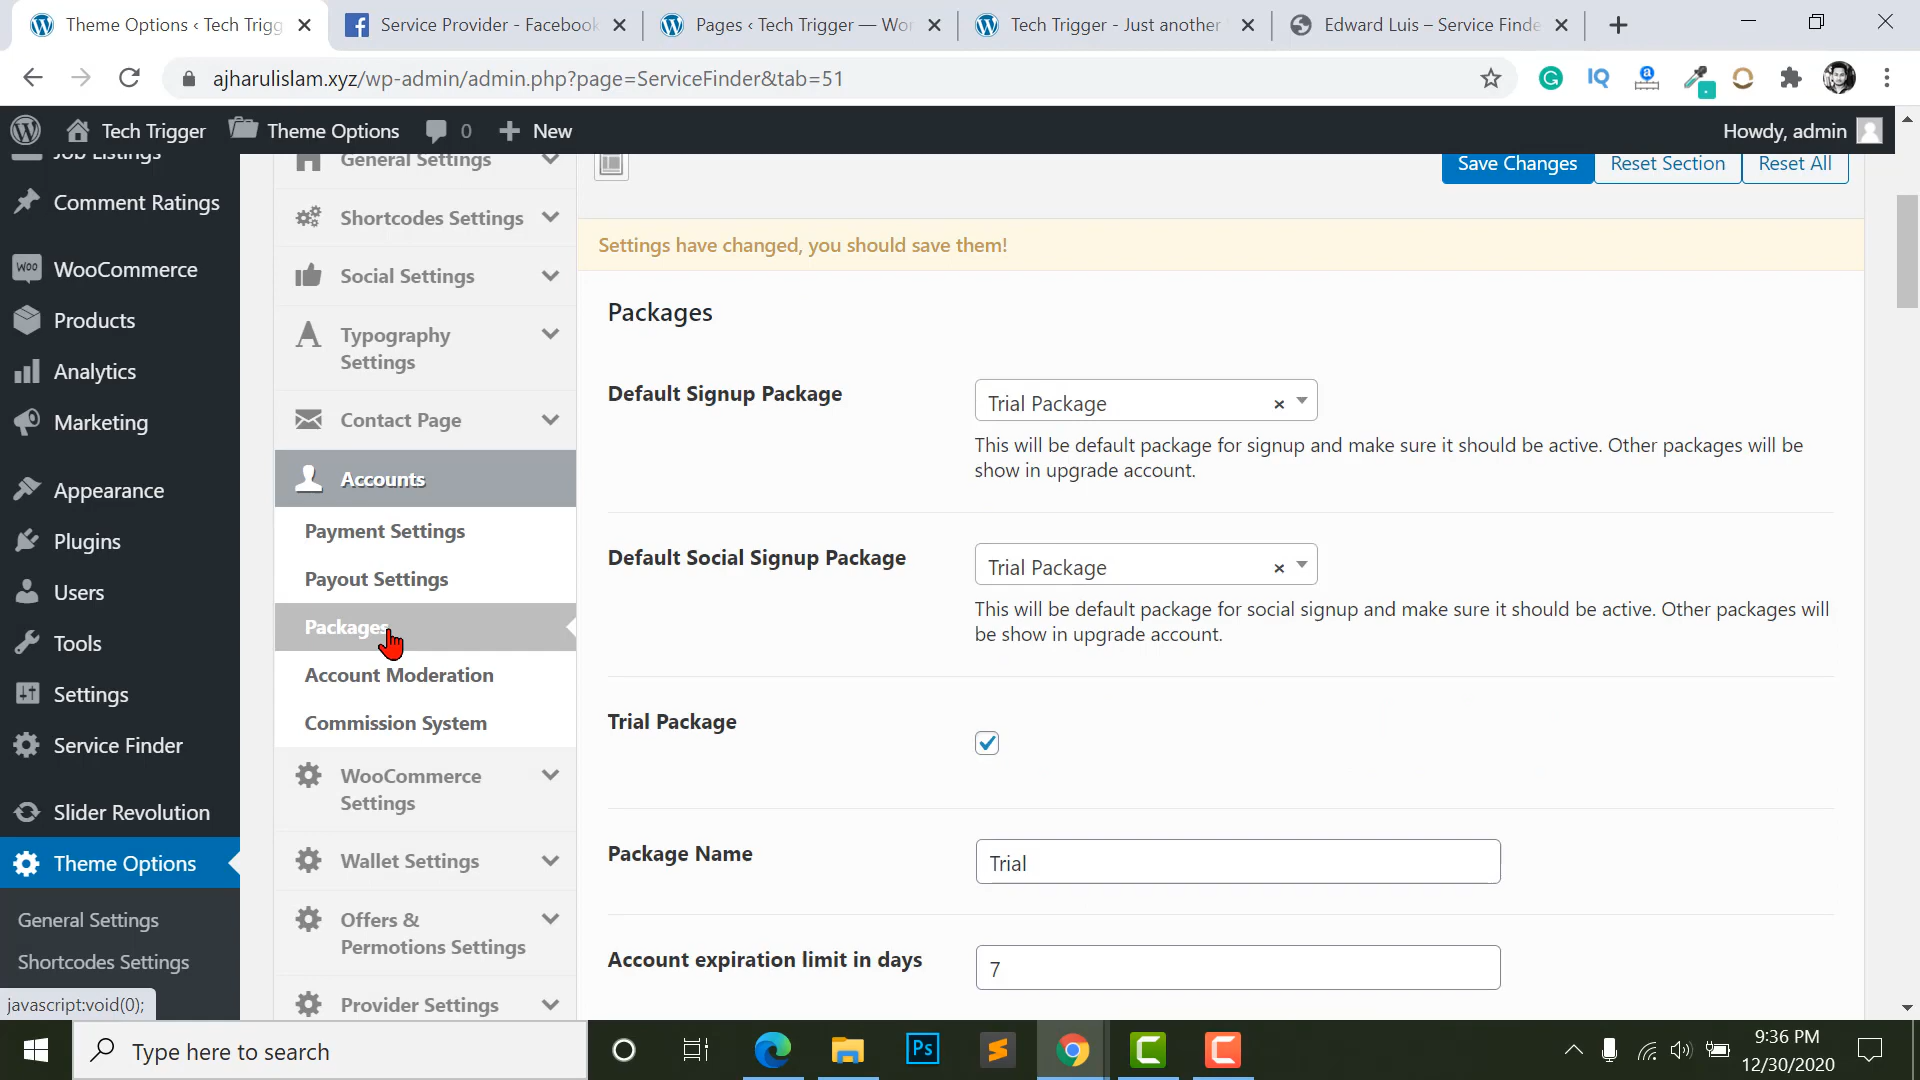 Theme Options ‹ Tech Trigg
Service Provider - Facebook
Pages ‹ Tech Trigger — Wor
Tech Trigger - Just another
Edward Luis – Service Finde
ajharulislam.xyz/wp-admin/admin.php?page=ServiceFinder&tab=51
Tech Trigger
Theme Options
0
New
Howdy, admin
Job Listings
Comment Ratings
WooCommerce
Products
Analytics
Marketing
Appearance
Plugins
Users
Tools
Settings
Service Finder
Slider Revolution
Theme Options
General Settings
Shortcodes Settings
javascript:void(0);
General Settings
Shortcodes Settings
Social Settings
Typography
Settings
Contact Page
Accounts
Payment Settings
Payout Settings
Packages
Account Moderation
Commission System
WooCommerce
Settings
Wallet Settings
Offers &
Permotions Settings
Provider Settings
Save Changes
Reset Section
Reset All
Settings have changed, you should save them!
Packages
Default Signup Package
Trial Package
This will be default package for signup and make sure it should be active. Other packages will be
show in upgrade account.
Default Social Signup Package
Trial Package
This will be default package for social signup and make sure it should be active. Other packages will
be show in upgrade account.
Trial Package
Package Name
Trial
Account expiration limit in days
7
Type here to search
9:36 PM
12/30/2020